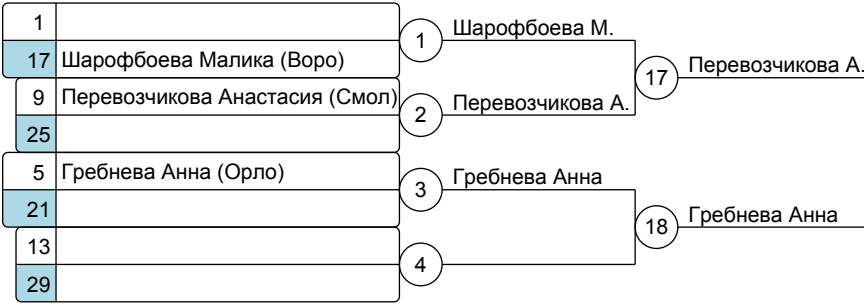 1
1 Шарофбоева М.
17 Шарофбоева Малика (Воро)
17 Перевозчикова А.
9 Перевозчикова Анастасия (Смол)
2 Перевозчикова А.
25
5 Гребнева Анна (Орло)
3 Гребнева Анна
21
18 Гребнева Анна
13
4
29